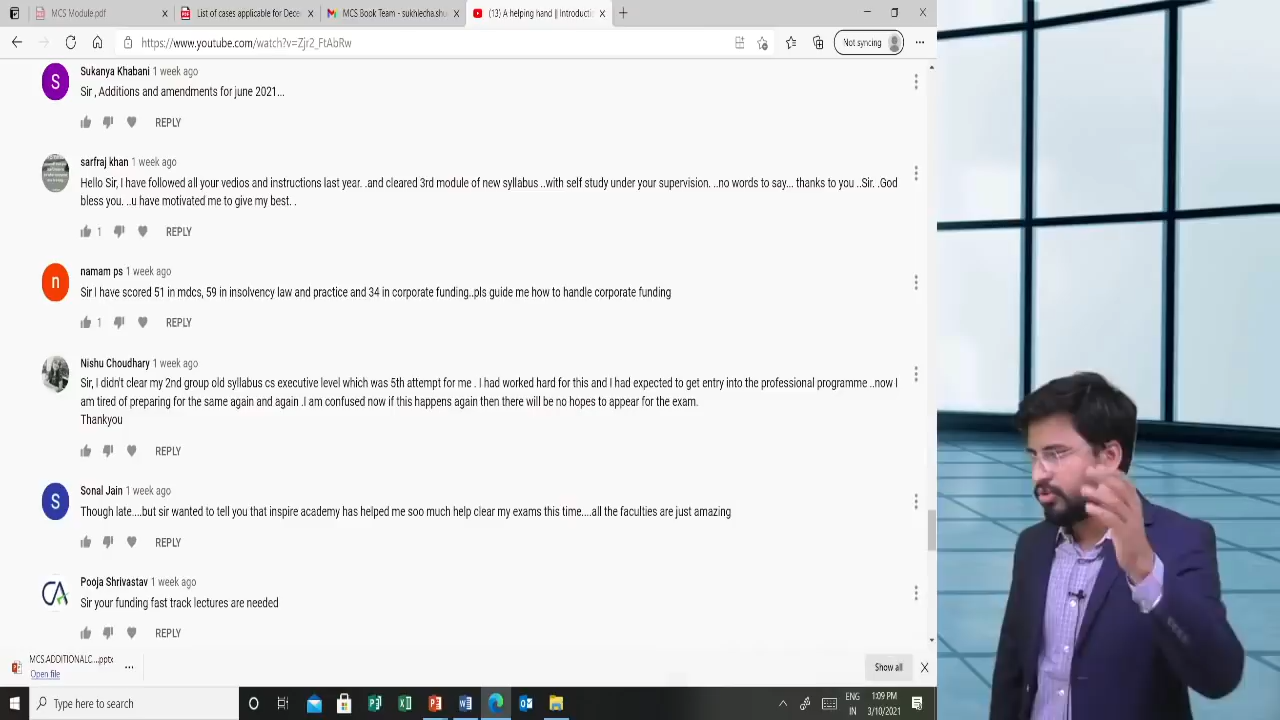 MCS Module.pdf
List of cases applicable for Dece
MCS Book Team - sukhlecha.shu
(13) A helping hand || Introductio
https://www.youtube.com/watch?v=Zjr2_FtAbRw
Not syncing
S
Sukanya Khabani 1 week ago
Sir , Additions and amendments for june 2021...
REPLY
sarfraj khan 1 week ago
Hello Sir, I have followed all your vedios and instructions last year. .and cleared 3rd module of new syllabus ..with self study under your supervision. ..no words to say... thanks to you ..Sir. .God
bless you. ..u have motivated me to give my best. .
1 REPLY
n
namam ps 1 week ago
Sir I have scored 51 in mdcs, 59 in insolvency law and practice and 34 in corporate funding..pls guide me how to handle corporate funding
1 REPLY
Nishu Choudhary 1 week ago
Sir, I didn't clear my 2nd group old syllabus cs executive level which was 5th attempt for me . I had worked hard for this and I had expected to get entry into the professional programme ..now I
am tired of preparing for the same again and again .I am confused now if this happens again then there will be no hopes to appear for the exam.
Thankyou
REPLY
S
Sonal Jain 1 week ago
Though late....but sir wanted to tell you that inspire academy has helped me soo much help clear my exams this time....all the faculties are just amazing
REPLY
CA
Pooja Shrivastav 1 week ago
Sir your funding fast track lectures are needed
REPLY
MCS.ADDITIONALC....pptx
Open file
Show all
Type here to search
ENG
IN
1:09 PM
3/10/2021